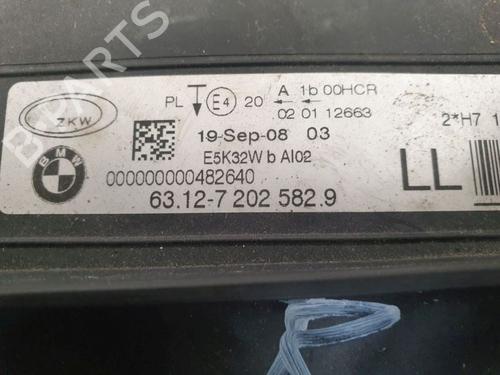 PL E4 20 A 1b 00HCR
02 01 12663
ZKW
19-Sep-08 03
2*H7 1
E5K32W b AI02
BMW
000000000482640
LL
63.12-7 202 582.9
B PARTS